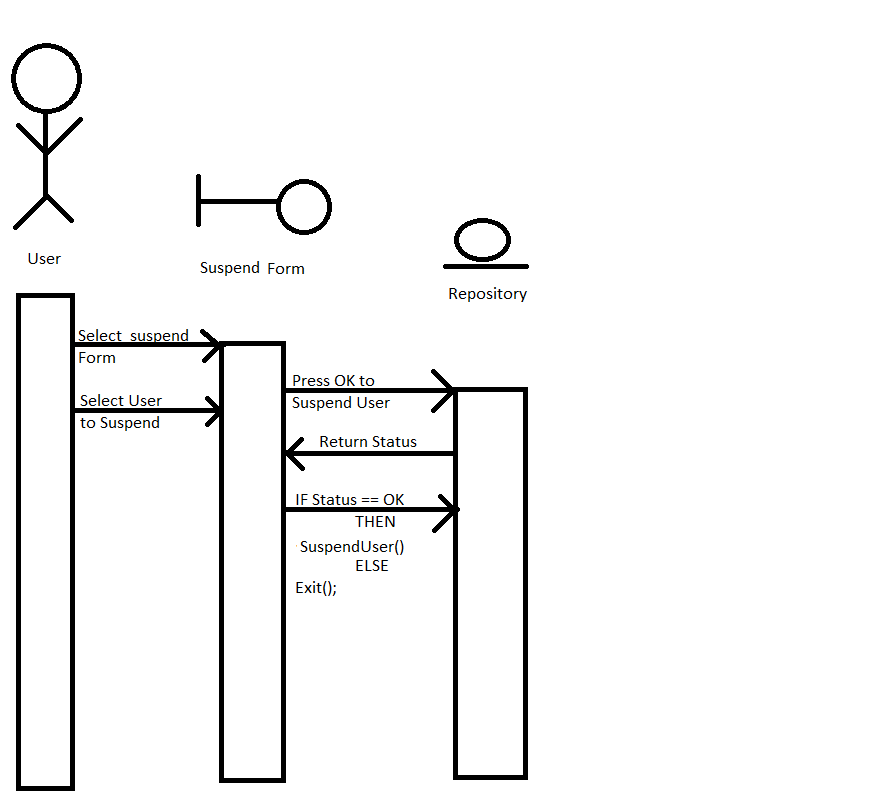 User
Suspend Form
Repository
Select suspend
Form
Press OK to
Suspend User
Select User
to Suspend
Return Status
IF Status == OK
THEN
SuspendUser()
ELSE
Exit();